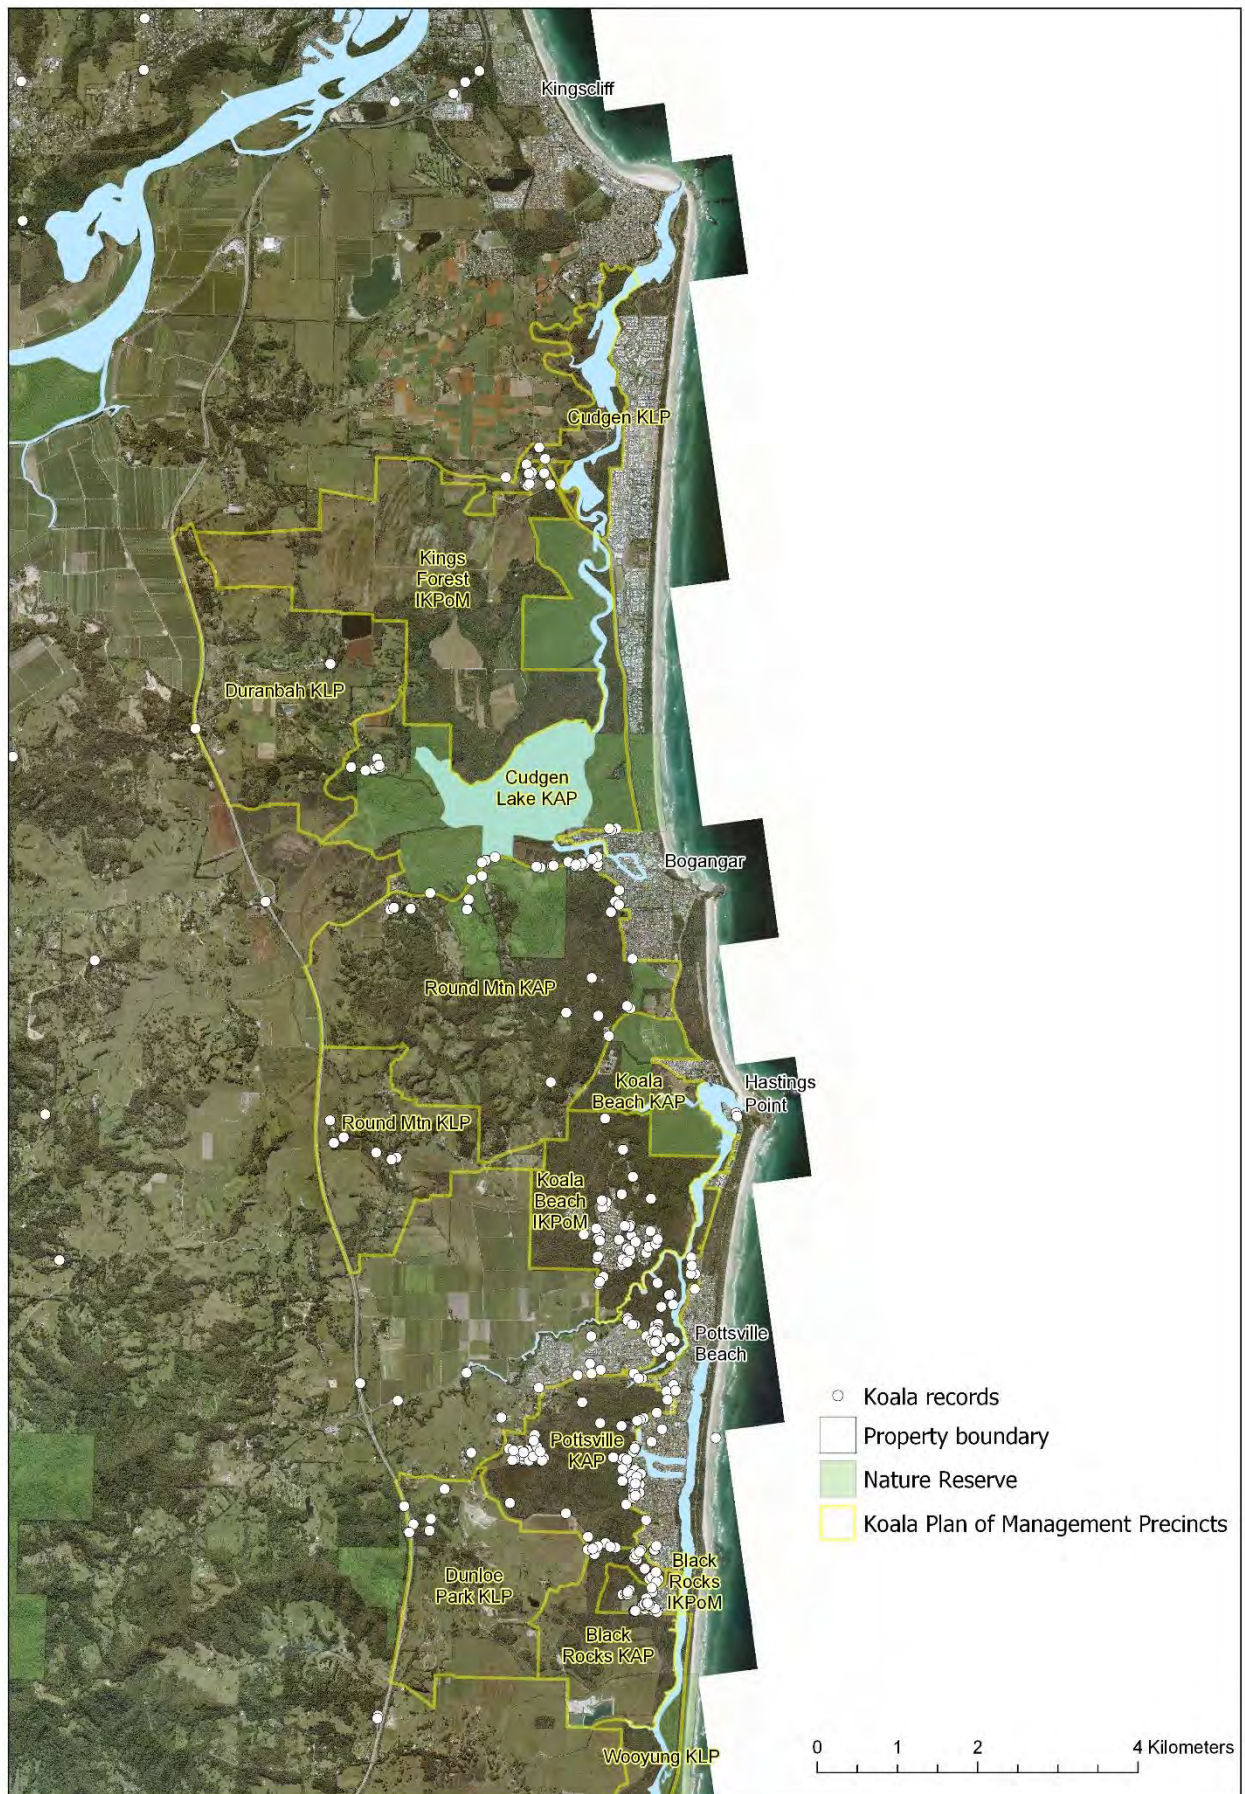 Kingscliff
Cudgen KLP
Kings
Forest
IKPoM
Duranbah KLP
Cudgen
Lake KAP
Bogangar
Round Mtn KAP
Koala
Beach KAP
Hastings
Point
Round Mtn KLP
Koala
Beach
IKPoM
Pottsville
Beach
Koala records
Property boundary
Pottsville
KAP
Nature Reserve
Koala Plan of Management Precincts
Black
Rocks
IKPoM
Dunloe
Park KLP
Black
Rocks KAP
Wooyung KLP
0 1 2 4 Kilometers